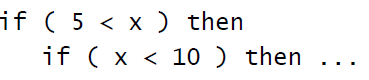 if ( 5 < x ) then
if ( x < 10 ) then ...